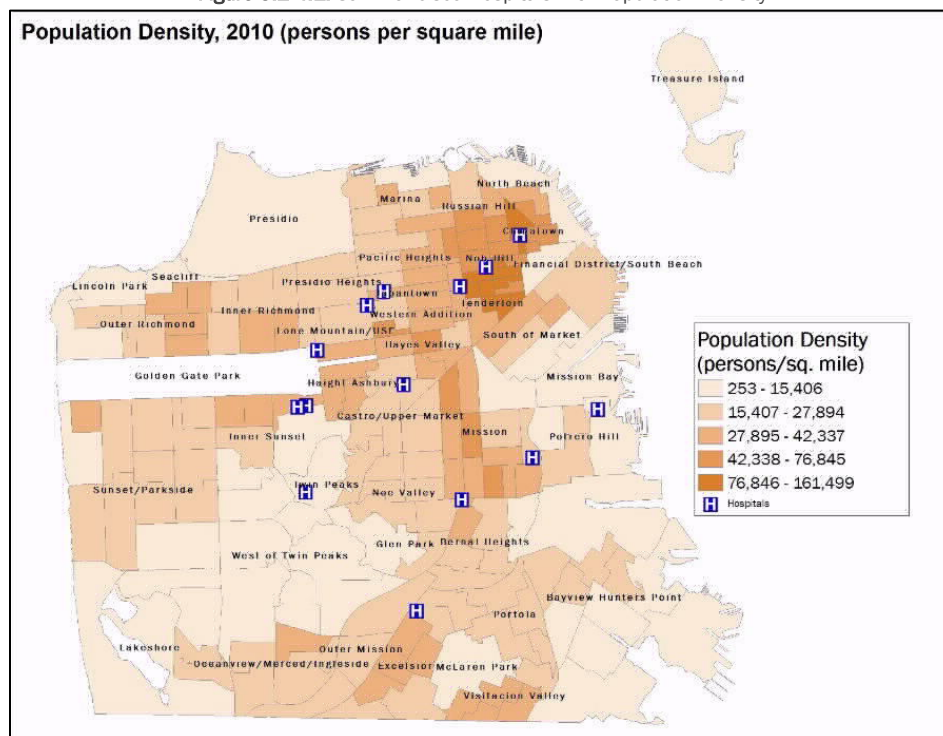 Population Density, 2010 (persons per square mile)
Treasure Island
North Beach
Marina
Russian Hill
Presidio
Chinatown
Pacific Heights
Nob Hill
Financial District/South Beach
Seacliff
Lincoln Park
Presidio Heights
Japantown
Tenderloin
Outer Richmond
Inner Richmond
Western Addition
Lone Mountain/USF
South of Market
Hayes Valley
Golden Gate Park
Mission Bay
Haight Ashbury
Castro/Upper Market
Inner Sunset
Mission
Potrero Hill
Sunset/Parkside
Twin Peaks
Noe Valley
Glen Park
Bernal Heights
West of Twin Peaks
Bayview Hunters Point
Portola
Lakeshore
Outer Mission
Oceanview/Merced/Ingleside
Excelsior
McLaren Park
Visitacion Valley
Population Density
(persons/sq. mile)
253 - 15,406
15,407 - 27,894
27,895 - 42,337
42,338 - 76,845
76,846 - 161,499
H Hospitals
H
H
H
H
H
H
H
H
H
H
H
H
H
H